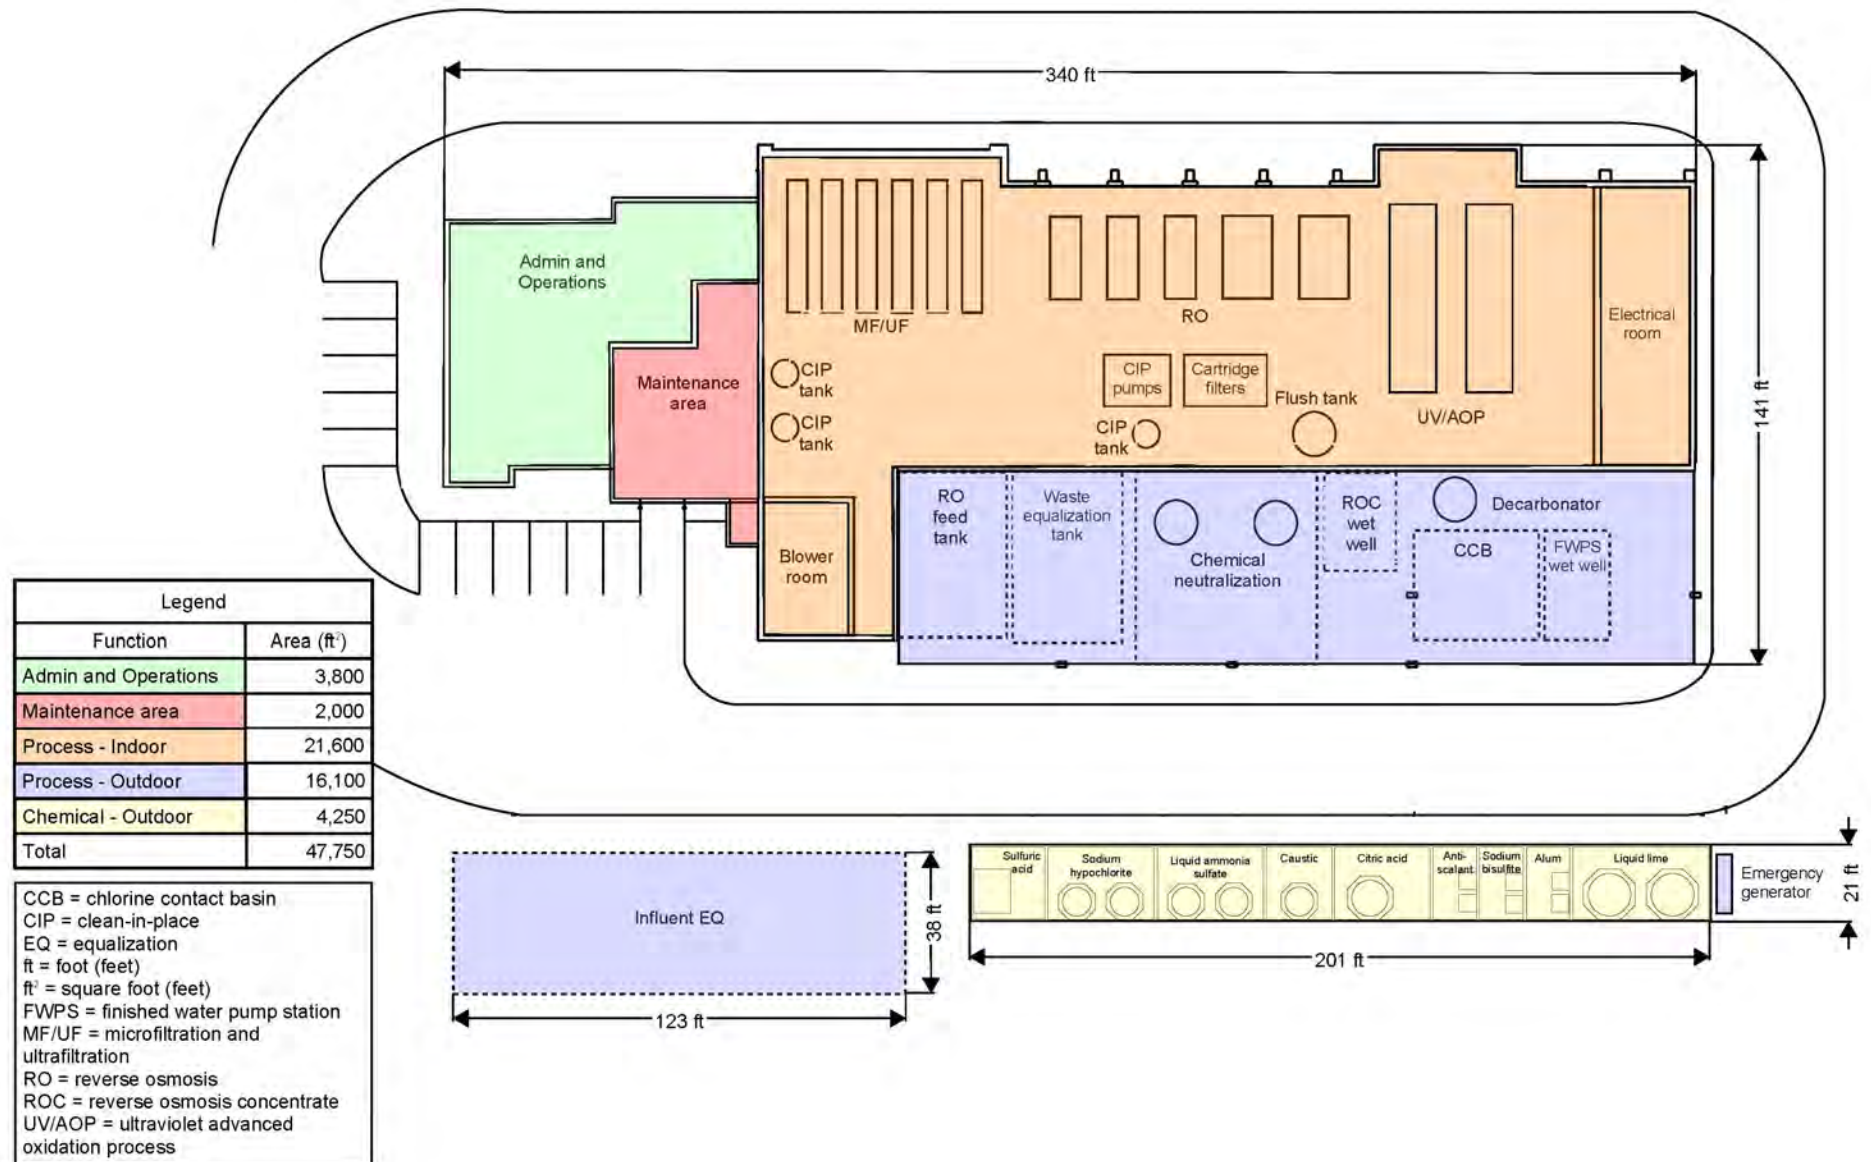 340 ft
Admin and
Operations
Maintenance
area
MF/UF
RO
CIP
tank
CIP
tank
CIP
pumps
Cartridge
filters
Flush tank
CIP
tank
UV/AOP
Electrical
room
141 ft
Blower
room
RO
feed
tank
Waste
equalization
tank
Chemical
neutralization
ROC
wet
well
Decarbonator
CCB
FWPS
wet well
Legend
Function Area (ft²)
Admin and Operations 3,800
Maintenance area 2,000
Process - Indoor 21,600
Process - Outdoor 16,100
Chemical - Outdoor 4,250
Total 47,750
CCB = chlorine contact basin
CIP = clean-in-place
EQ = equalization
ft = foot (feet)
ft² = square foot (feet)
FWPS = finished water pump station
MF/UF = microfiltration and
ultrafiltration
RO = reverse osmosis
ROC = reverse osmosis concentrate
UV/AOP = ultraviolet advanced
oxidation process
Influent EQ
38 ft
123 ft
Sulfuric
acid
Sodium
hypochlorite
Liquid ammonia
sulfate
Caustic
Citric acid
Anti-
scalant
Sodium
bisulfite
Alum
Liquid lime
Emergency
generator
21 ft
201 ft